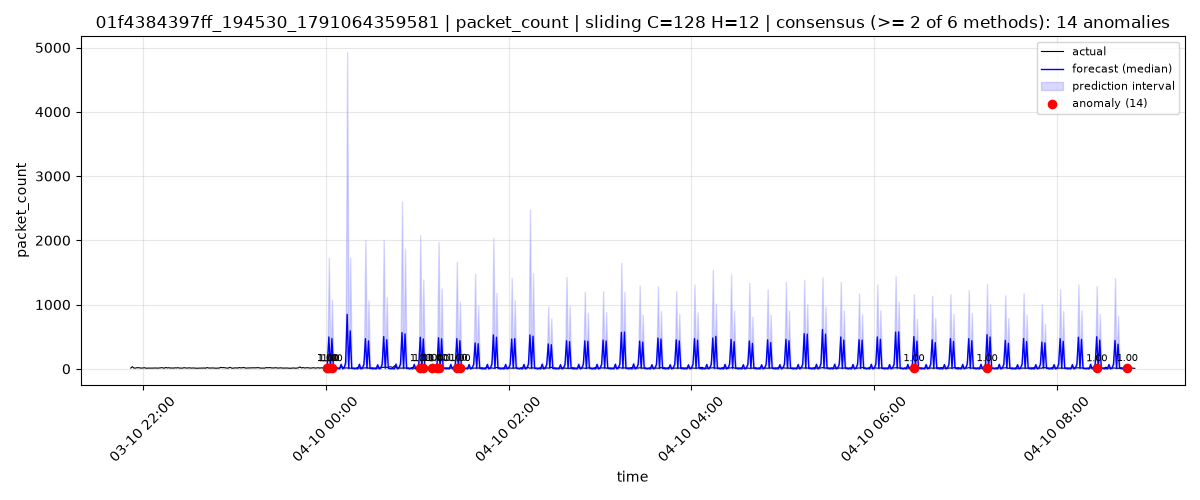 01f4384397ff_194530_1791064359581 | packet_count | sliding C=128 H=12 | consensus (>= 2 of 6 methods): 14 anomalies
actual
forecast (median)
prediction interval
anomaly (14)
packet_count
5000
4000
3000
2000
1000
0
1.00
1.00
1.00
1.00
1.00
03-10 22:00
04-10 00:00
04-10 02:00
04-10 04:00
04-10 06:00
04-10 08:00
time